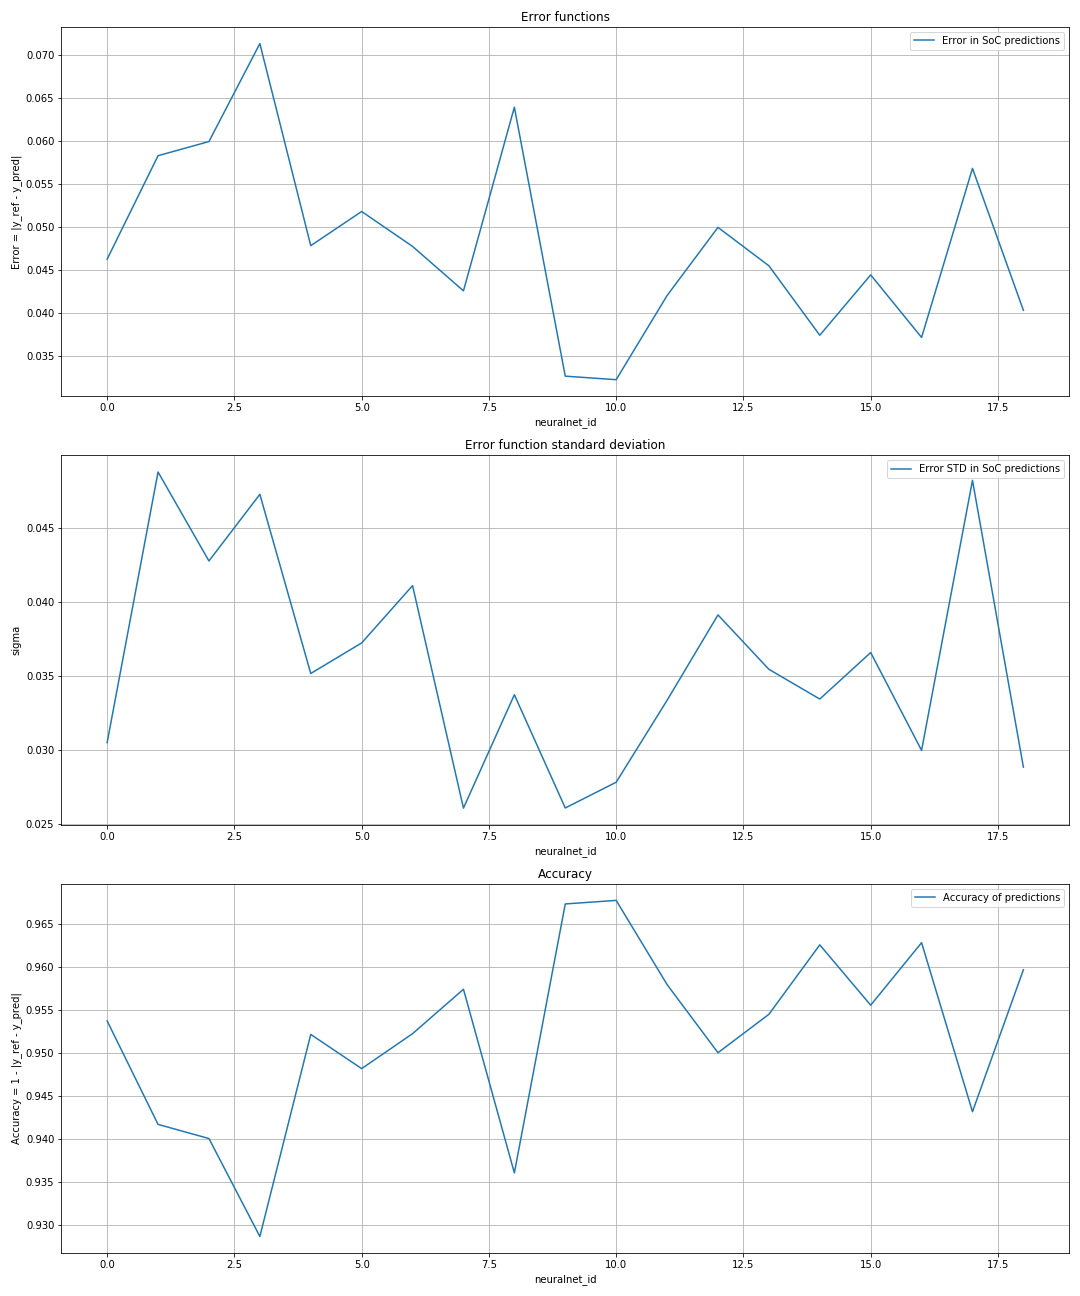 Error functions
Error in SoC predictions
0.070
0.065
0.060
0.055
0.050
0.045
0.040
0.035
Error = |y_ref - y_pred|
0.0 2.5 5.0 7.5 10.0 12.5 15.0 17.5
neuralnet_id
Error function standard deviation
Error STD in SoC predictions
0.045
0.040
0.035
0.030
0.025
sigma
0.0 2.5 5.0 7.5 10.0 12.5 15.0 17.5
neuralnet_id
Accuracy
Accuracy of predictions
0.965
0.960
0.955
0.950
0.945
0.940
0.935
0.930
Accuracy = 1 - |y_ref - y_pred|
0.0 2.5 5.0 7.5 10.0 12.5 15.0 17.5
neuralnet_id